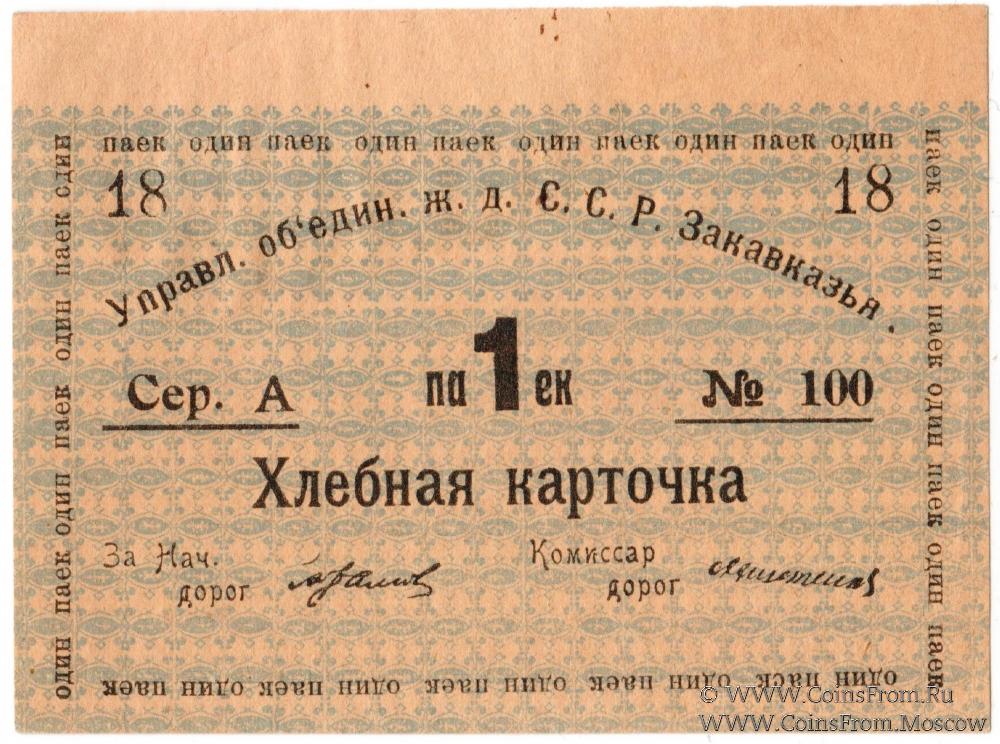 паек один паек один паек один паек один паек один
18 18
Управл. об'един. ж. д. С. С. Р. Закавказья.
Сер. А па 1 ек № 100
Хлебная карточка
За Нач. дорог
Комиссар дорог
один паек один паек один паек один паек сдин
паек один паек один паек один паек
один паек один паек один паек один паек один паек
© WWW.CoinsFrom.Ru
WWW.CoinsFrom.Moscow